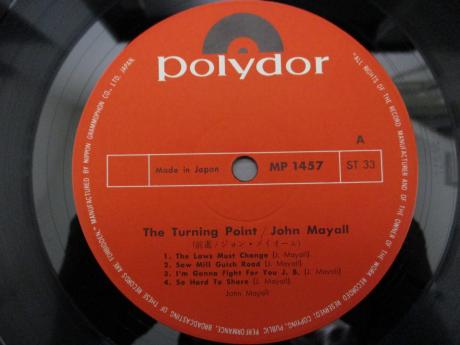 polydor
A
Made in Japan
MP 1457
ST 33
The Turning Point / John Mayall
(前進/ジョン・メイオール)
1. The Laws Must Change (J. Mayall)
2. Saw Mill Gulch Road (J. Mayall)
3. I'm Gonna Fight For You J. B. (J. Mayall)
4. So Hard To Share (J. Mayall)
John Mayall
"ALL RIGHTS OF THE RECORD MANUFACTURER AND OF THE OWNER OF THE WORK RECORDED RESERVED; COPYING, PUBLIC PERFORMANCE, BROADCASTING OF THESE RECORDS ARE FORBIDDEN." MANUFACTURED BY NIPPON GRAMMOPHON CO., LTD. JAPAN.